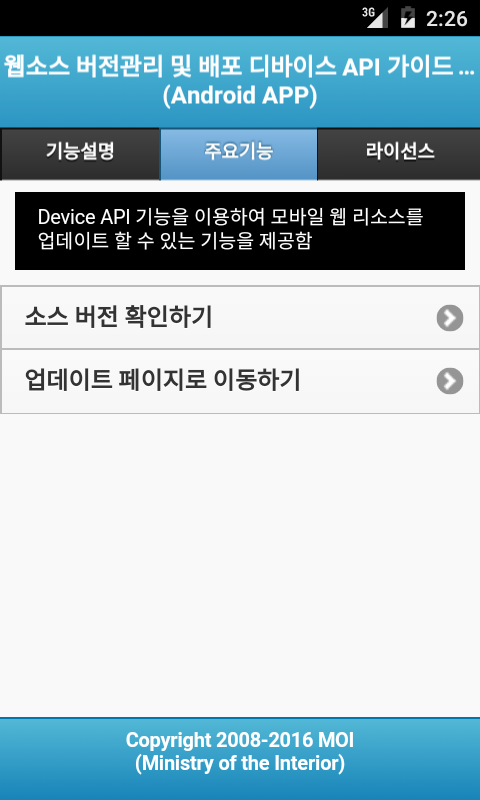 3G 2:26
웹소스 버전관리 및 배포 디바이스 API 가이드 ...
(Android APP)
기능설명 주요기능 라이선스
Device API 기능을 이용하여 모바일 웹 리소스를
업데이트 할 수 있는 기능을 제공함
소스 버전 확인하기
업데이트 페이지로 이동하기
Copyright 2008-2016 MOI
(Ministry of the Interior)